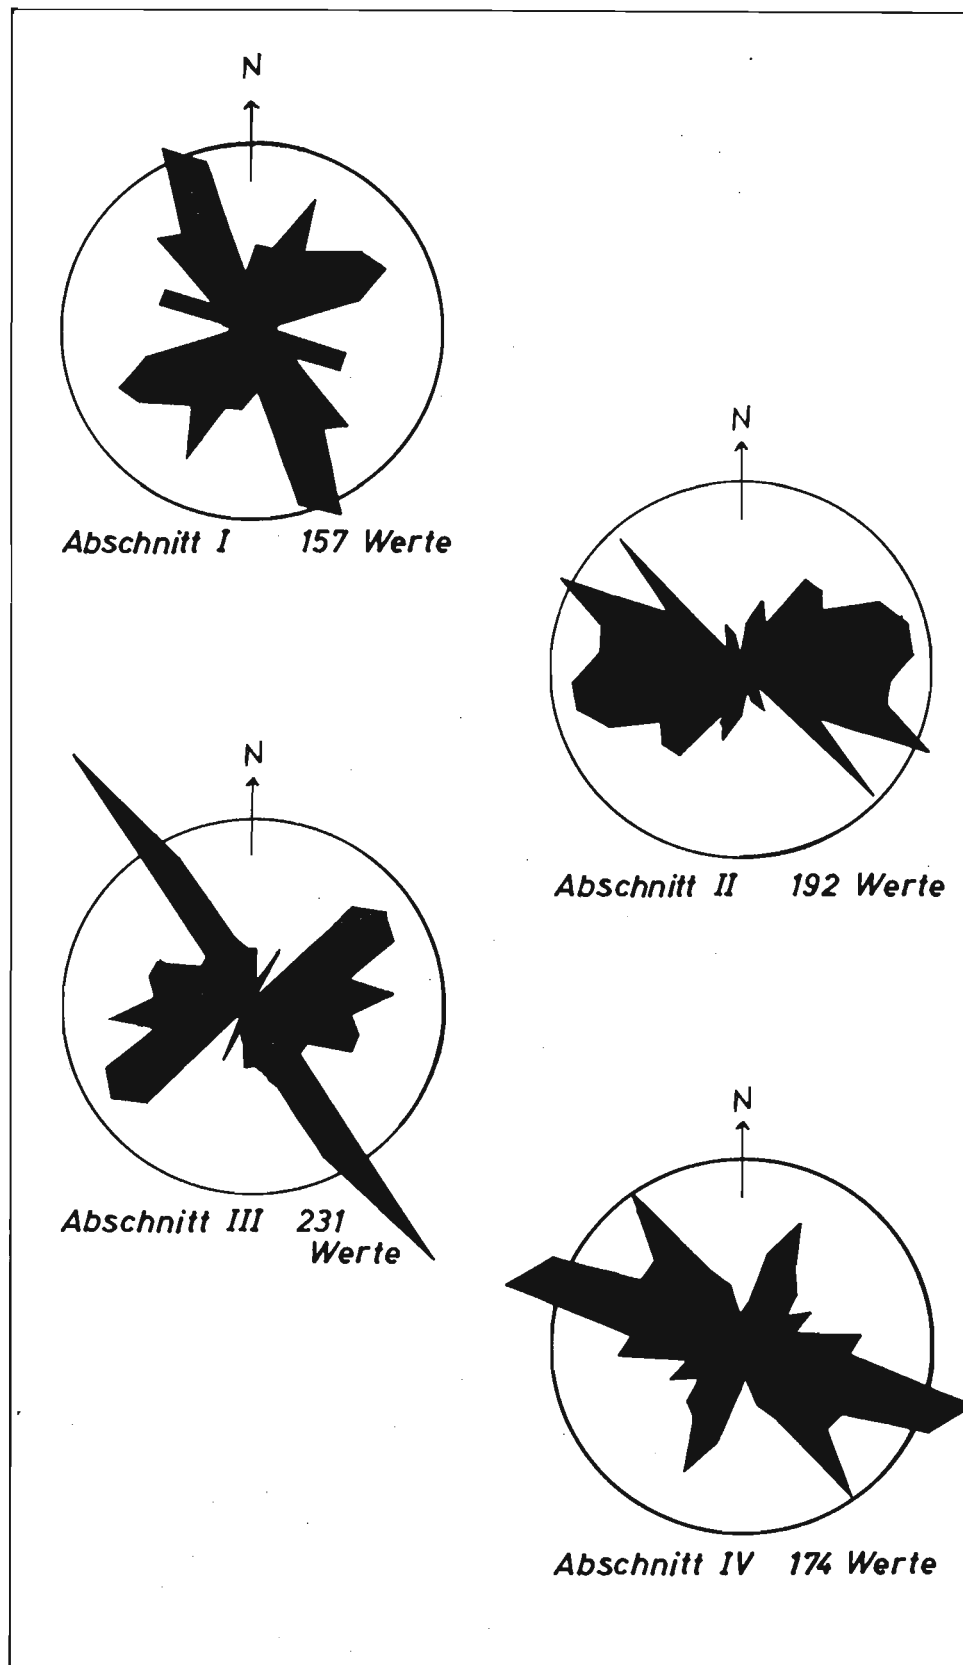 N
Abschnitt I 157 Werte
N
Abschnitt II 192 Werte
N
Abschnitt III 231
Werte
N
Abschnitt IV 174 Werte